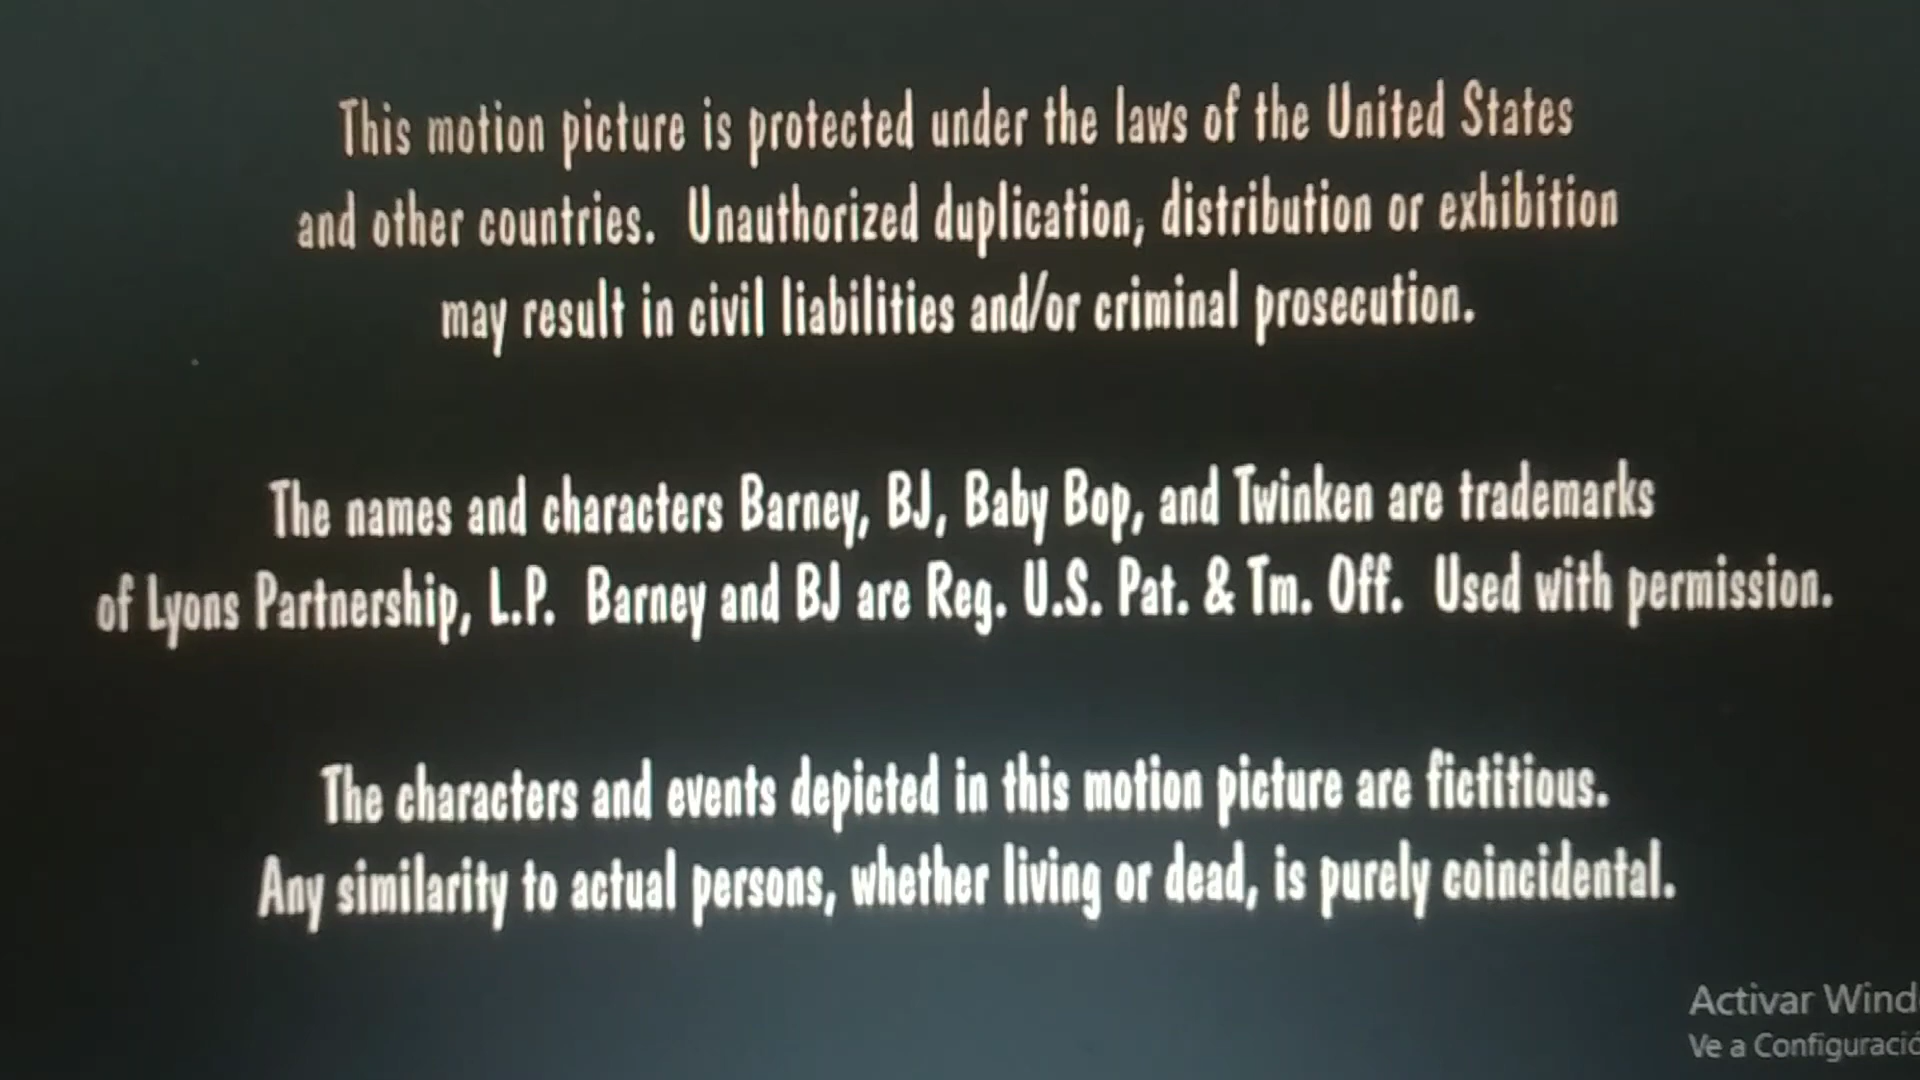 This motion picture is protected under the laws of the United States
and other countries. Unauthorized duplication, distribution or exhibition
may result in civil liabilities and/or criminal prosecution.
The names and characters Barney, BJ, Baby Bop, and Twinken are trademarks
of Lyons Partnership, L.P. Barney and BJ are Reg. U.S. Pat. & Tm. Off. Used with permission.
The characters and events depicted in this motion picture are fictitious.
Any similarity to actual persons, whether living or dead, is purely coincidental.
Activar Wind
Ve a Configuració